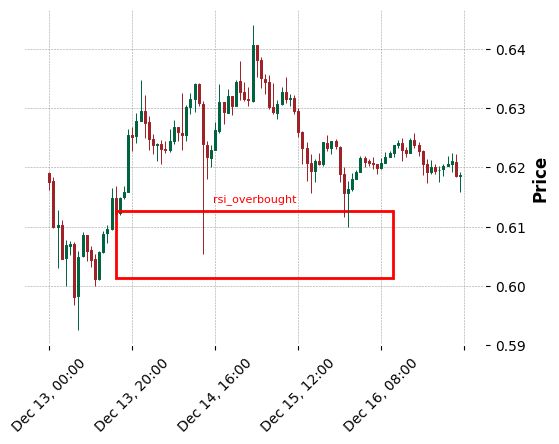 0.64
0.63
0.62
0.61
0.60
0.59
Price
rsi_overbought
Dec 13, 00:00
Dec 13, 20:00
Dec 14, 16:00
Dec 15, 12:00
Dec 16, 08:00